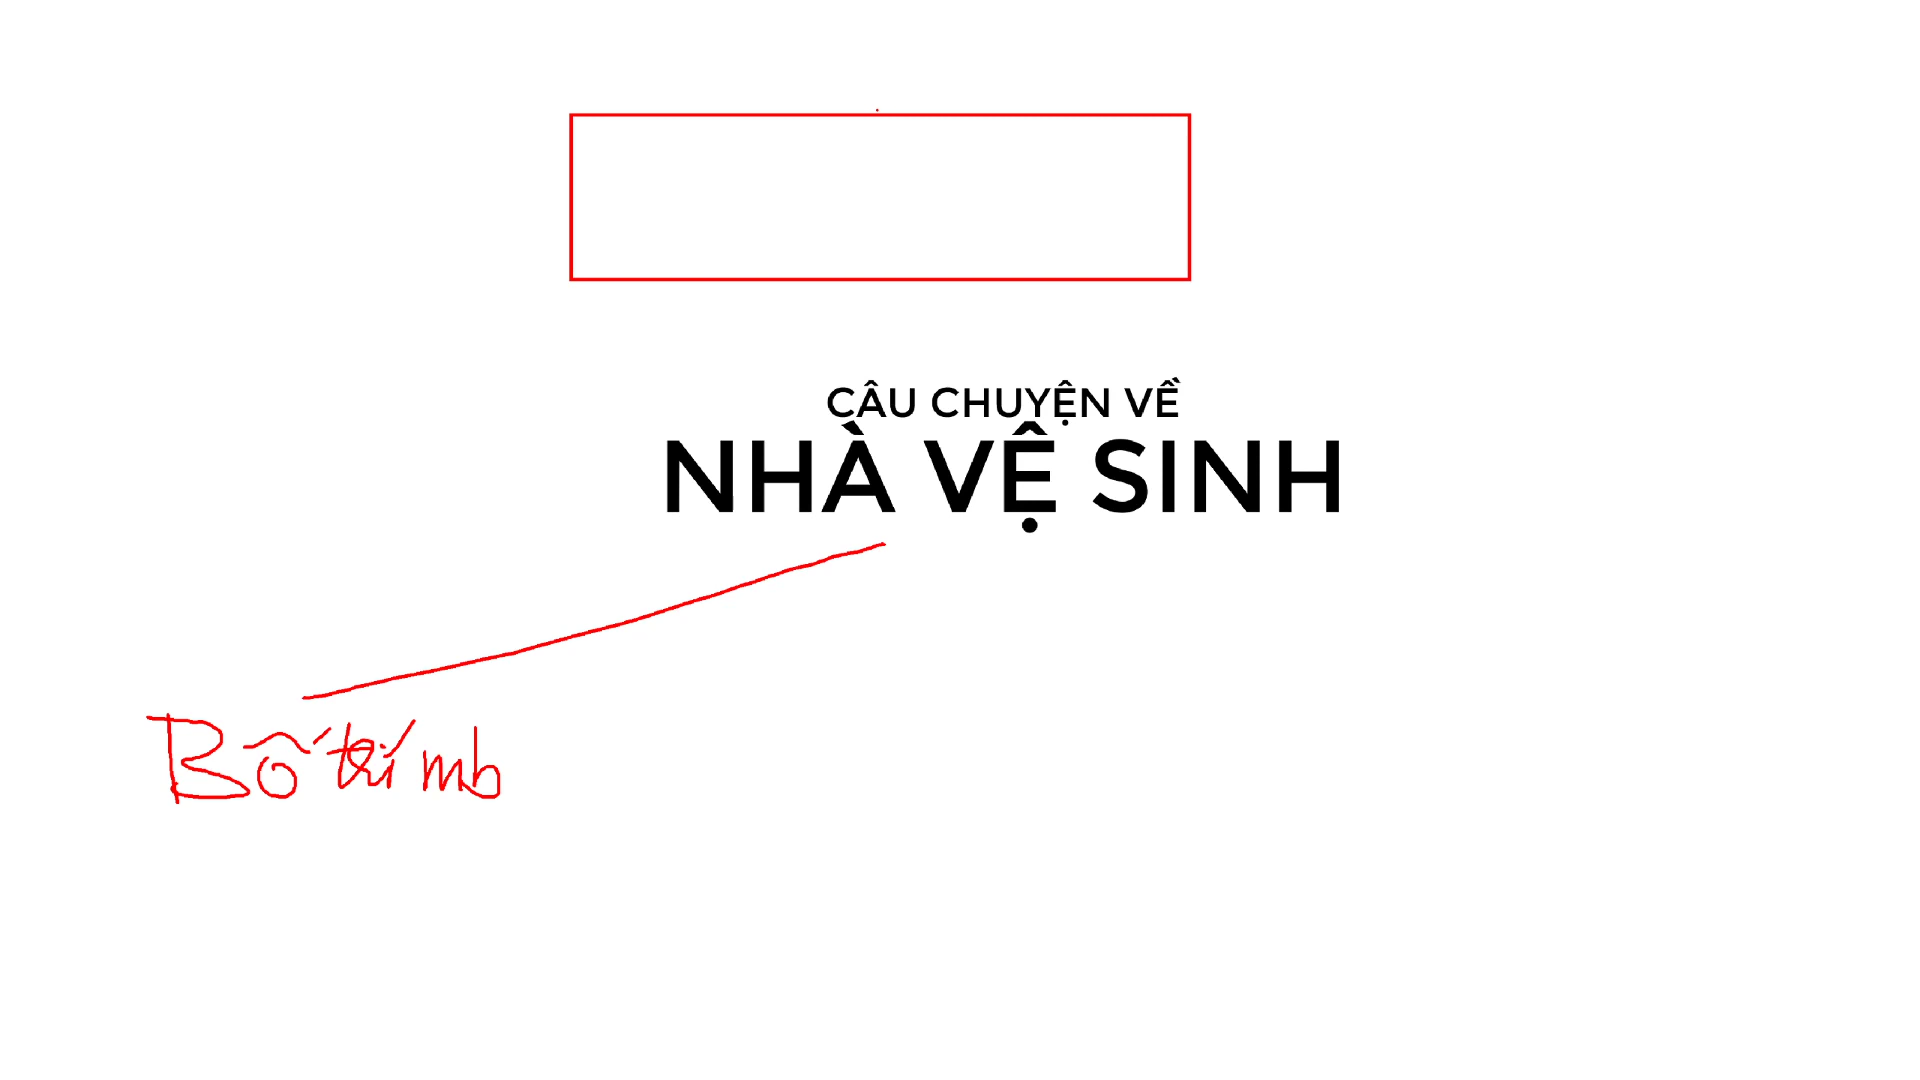 CÂU CHUYỆN VỀ
NHÀ VỆ SINH
Bố trí mb